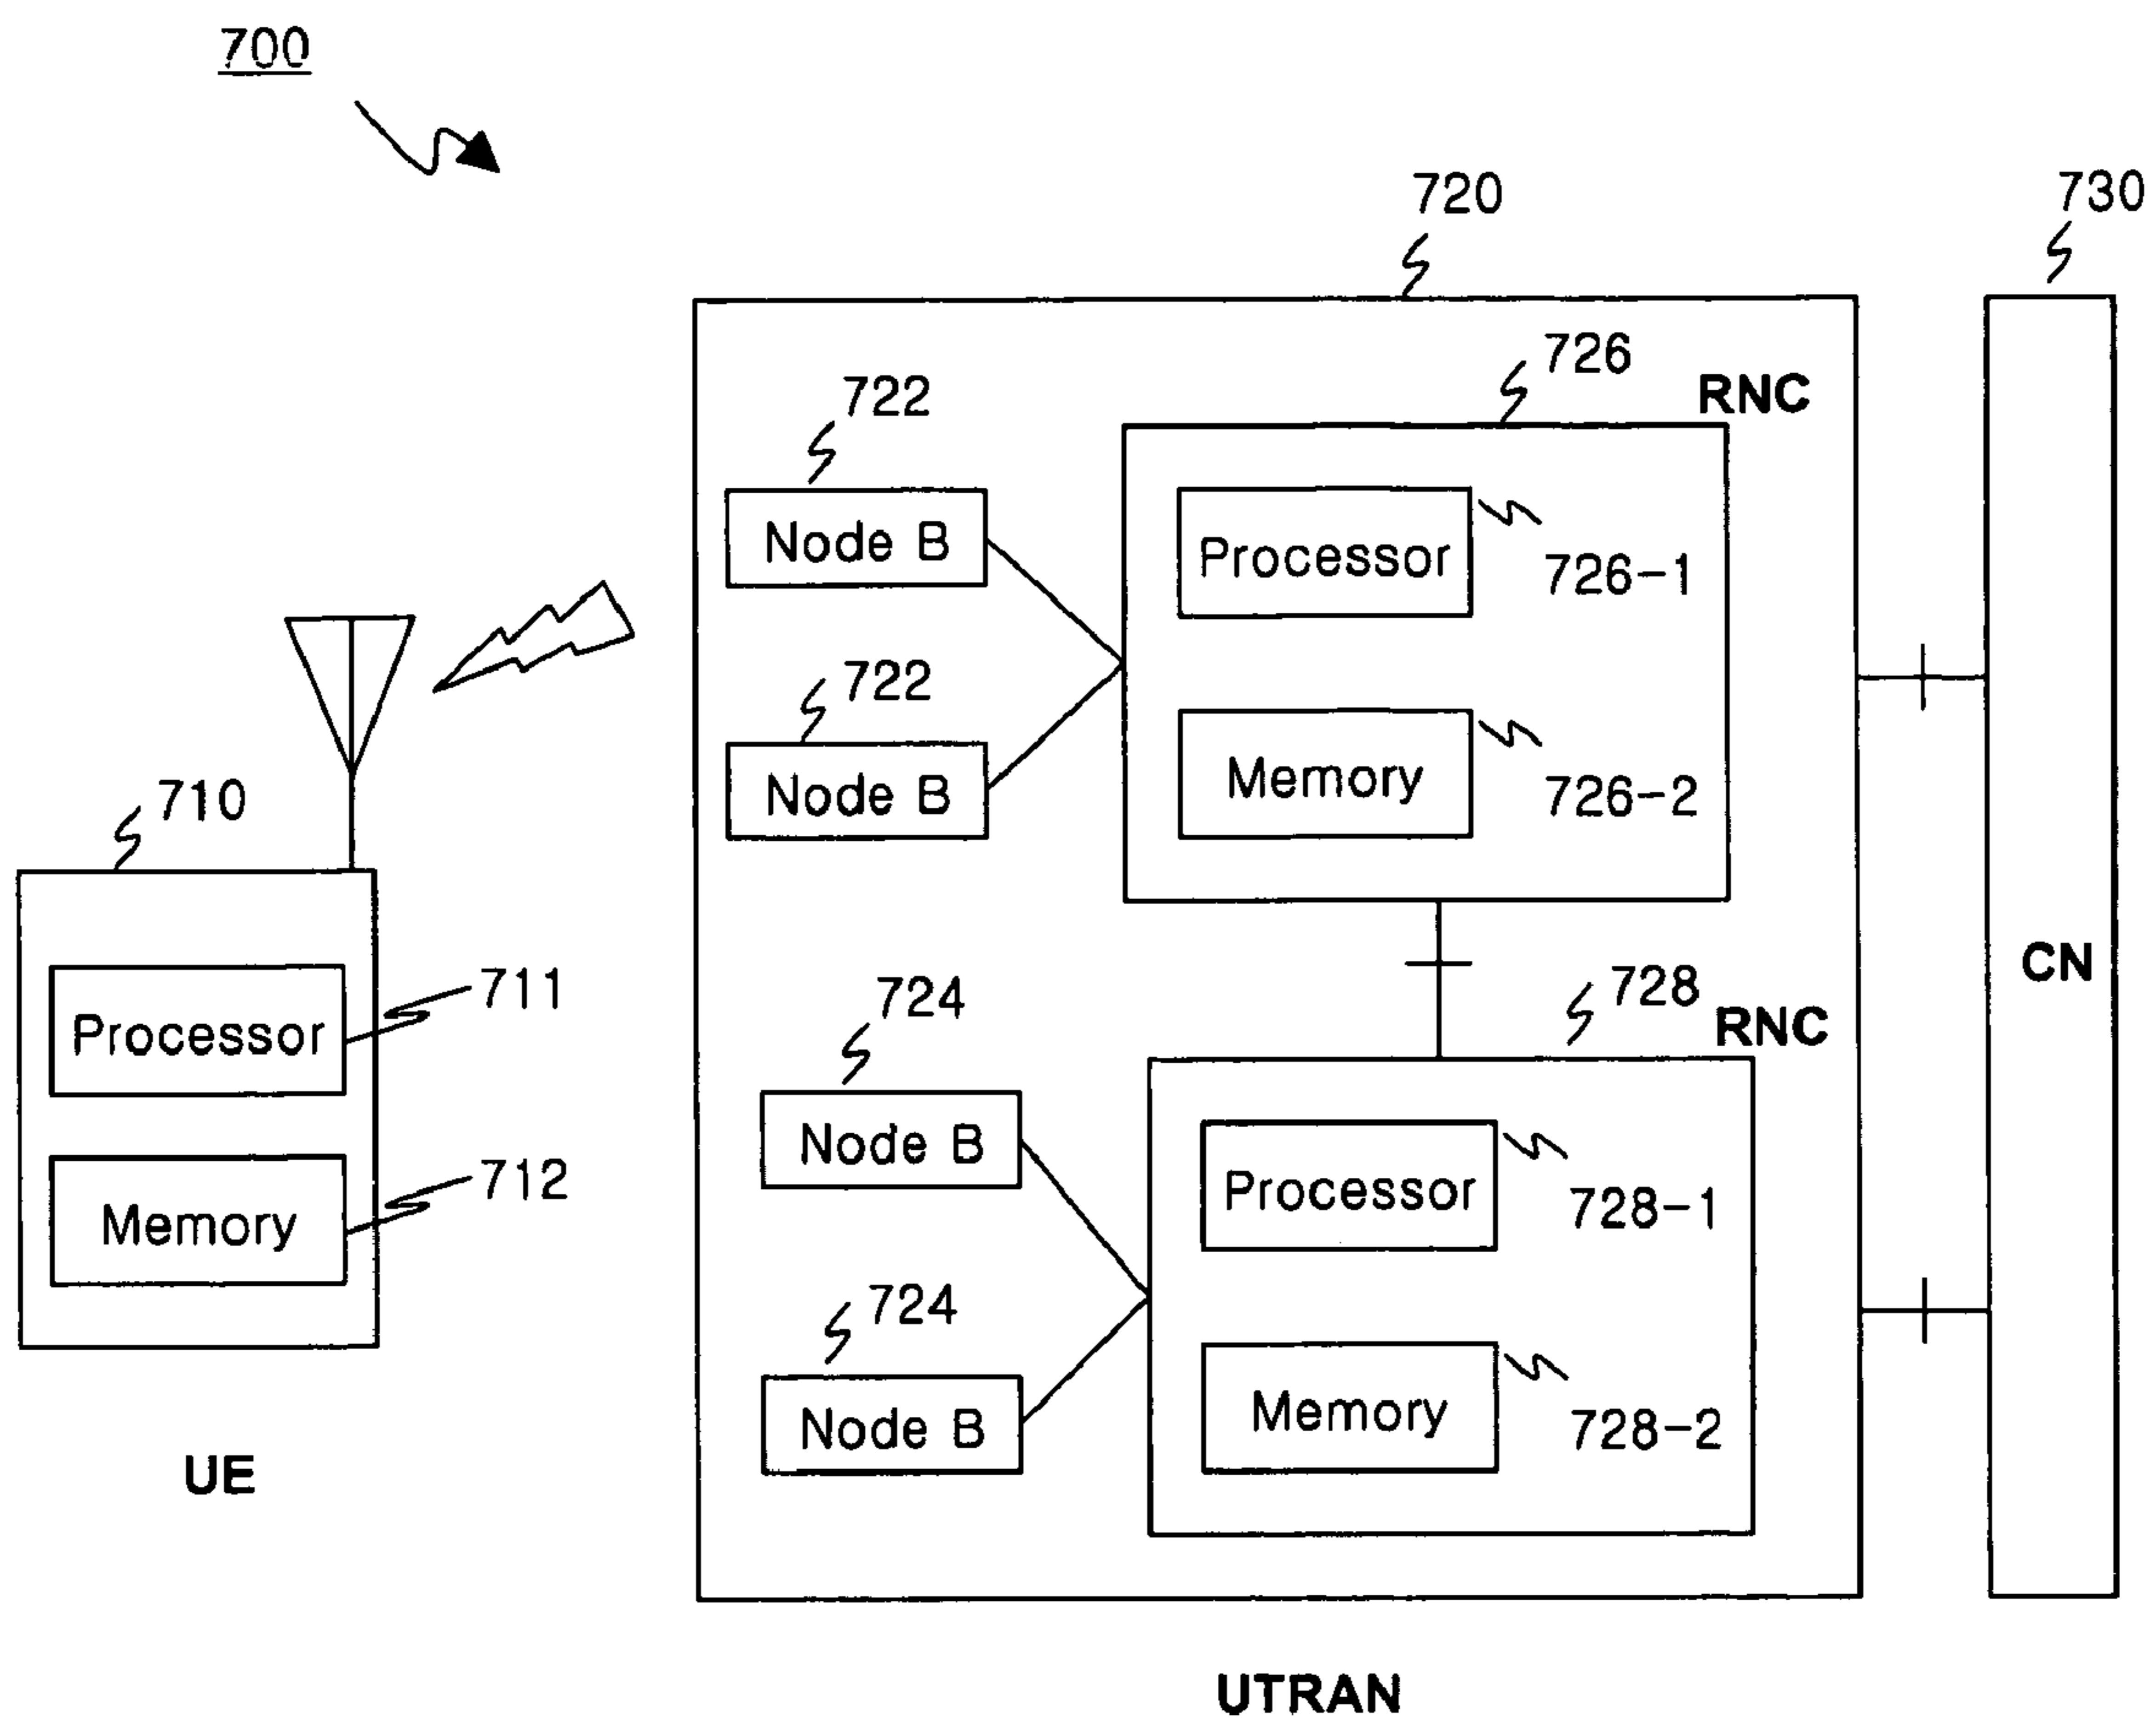 700
720
730
726
RNC
722
Node B
Processor
726-1
722
Node B
Memory
726-2
710
Processor
711
Memory
712
UE
CN
728
RNC
724
Node B
Processor
728-1
724
Node B
Memory
728-2
UTRAN